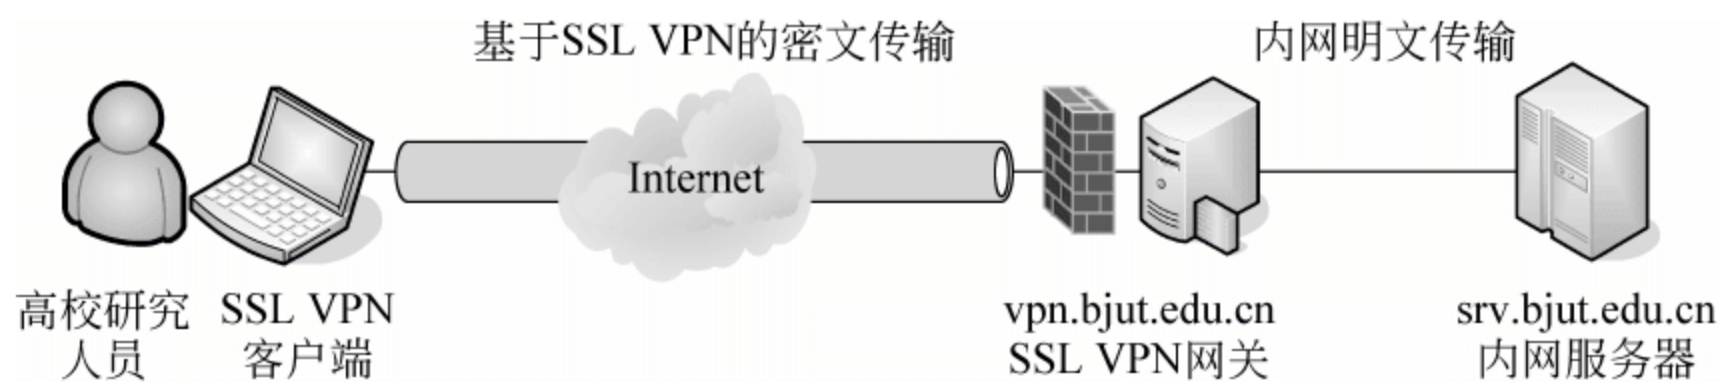 基于SSL VPN的密文传输
内网明文传输
Internet
高校研究
人员
SSL VPN
客户端
vpn.bjut.edu.cn
SSL VPN网关
srv.bjut.edu.cn
内网服务器